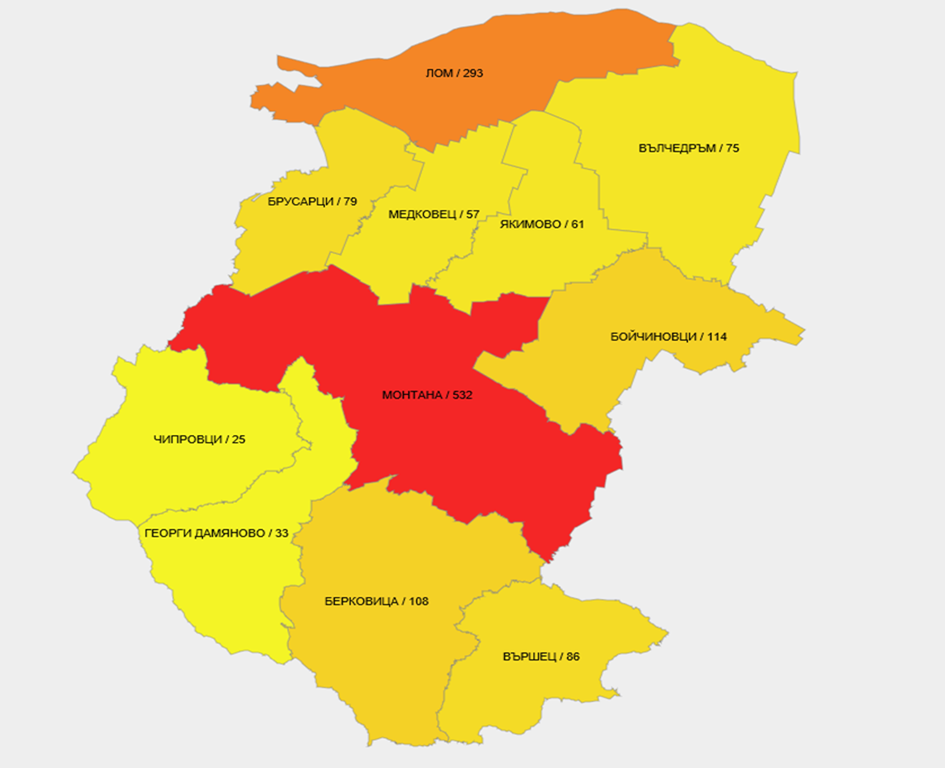 ЛОМ / 293
ВЪЛЧЕДРЪМ / 75
БРУСАРЦИ / 79
МЕДКОВЕЦ / 57
ЯКИМОВО / 61
БОЙЧИНОВЦИ / 114
МОНТАНА / 532
ЧИПРОВЦИ / 25
ГЕОРГИ ДАМЯНОВО / 33
БЕРКОВИЦА / 108
ВЪРШЕЦ / 86